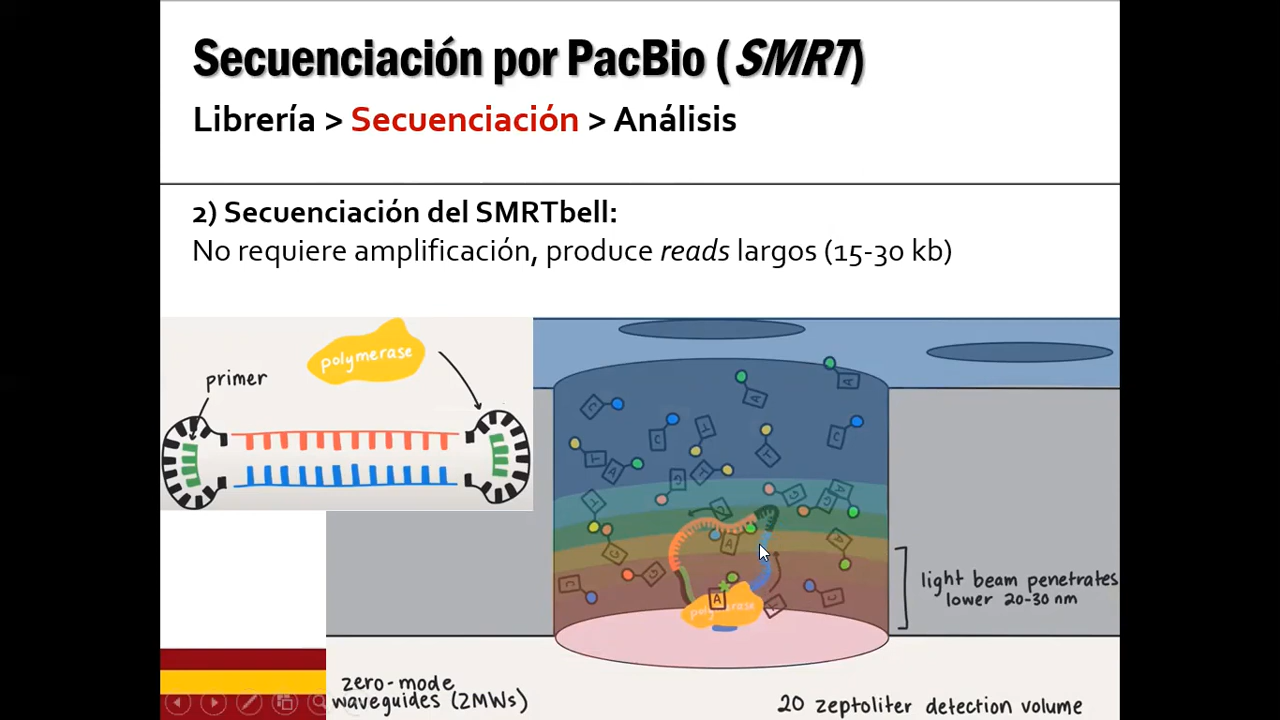 Secuenciación por PacBio (SMRT)
Librería > Secuenciación > Análisis
2) Secuenciación del SMRTbell:
No requiere amplificación, produce reads largos (15-30 kb)
polymerase
primer
A
A
C
C
T
C
T
T
A
T
G
G
A
T
G
A
A
G
C
G
C
A
polymerase
light beam penetrates
lower 20-30 nm
zero-mode
waveguides (ZMWs)
20 zeptoliter detection volume